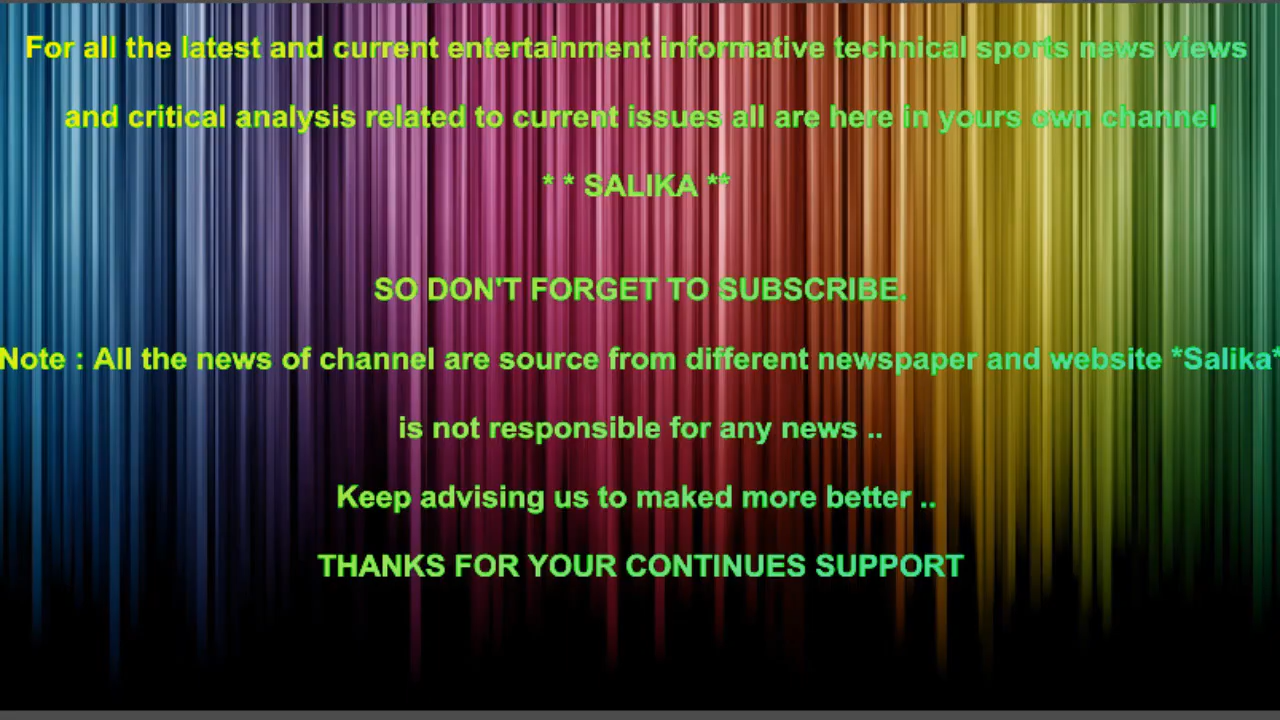 For all the latest and current entertainment informative technical sports news views
and critical analysis related to current issues all are here in yours own channel
* * SALIKA **
SO DON'T FORGET TO SUBSCRIBE.
Note : All the news of channel are source from different newspaper and website *Salika*
is not responsible for any news ..
Keep advising us to maked more better ..
THANKS FOR YOUR CONTINUES SUPPORT